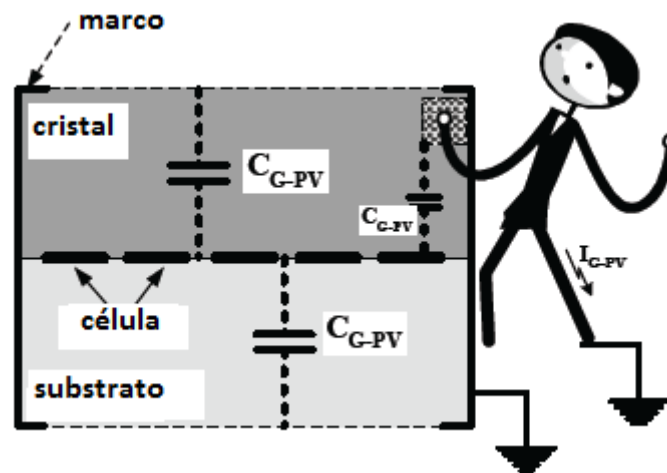 marco
cristal
C_G-PV
C_G-PV
I_G-PV
célula
C_G-PV
substrato